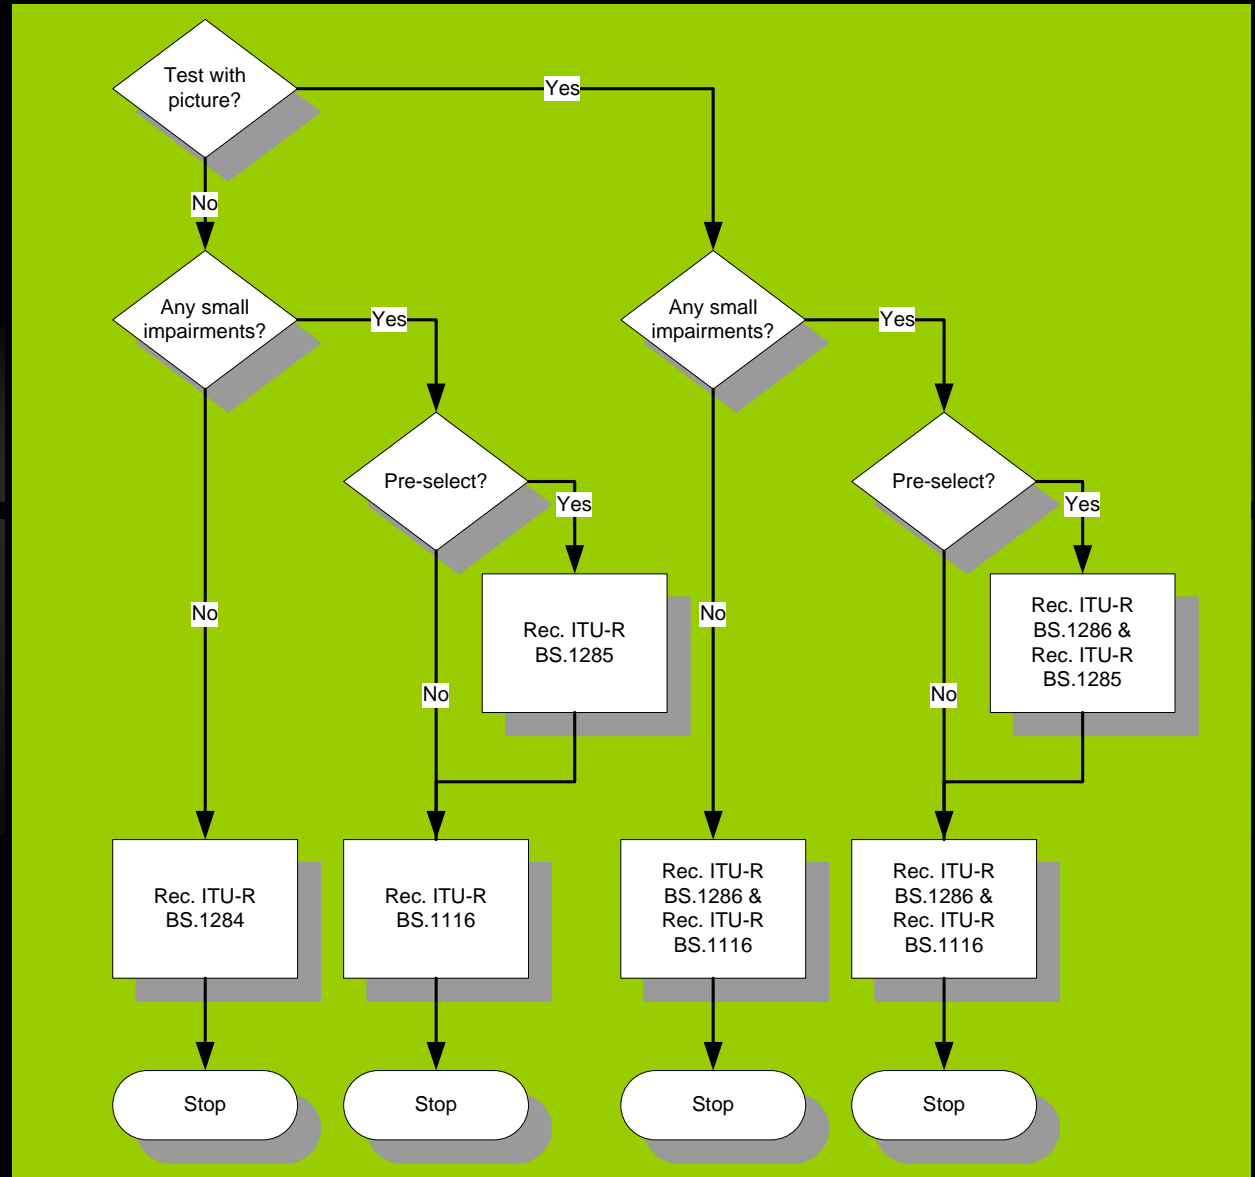 Test with
picture?
Yes
No
Any small
impairments?
Yes
Any small
impairments?
Yes
Pre-select?
Yes
Pre-select?
Yes
No
Rec. ITU-R
BS.1285
No
Rec. ITU-R
BS.1286 &
Rec. ITU-R
BS.1285
No
No
Rec. ITU-R
BS.1284
Rec. ITU-R
BS.1116
Rec. ITU-R
BS.1286 &
Rec. ITU-R
BS.1116
Rec. ITU-R
BS.1286 &
Rec. ITU-R
BS.1116
Stop
Stop
Stop
Stop